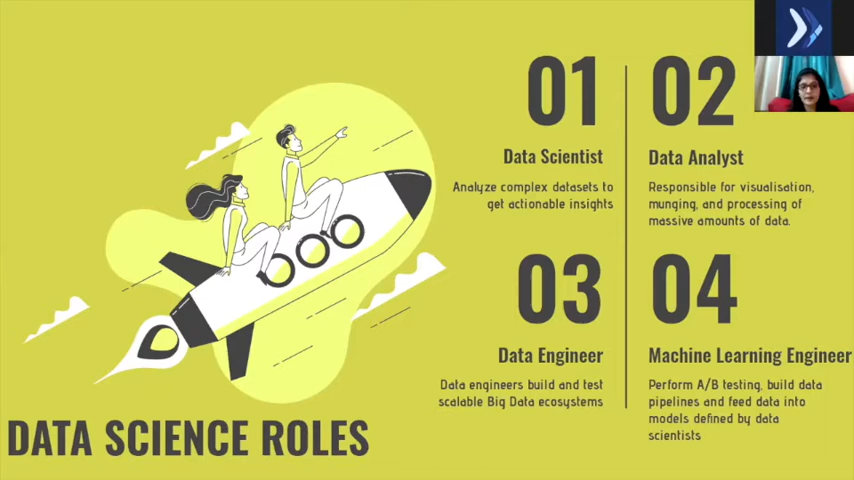 01
Data Scientist
Analyze complex datasets to
get actionable insights
02
Data Analyst
Responsible for visualisation,
munging, and processing of
massive amounts of data.
03
Data Engineer
Data engineers build and test
scalable Big Data ecosystems
04
Machine Learning Engineer
Perform A/B testing, build data
pipelines and feed data into
models defined by data
scientists
DATA SCIENCE ROLES